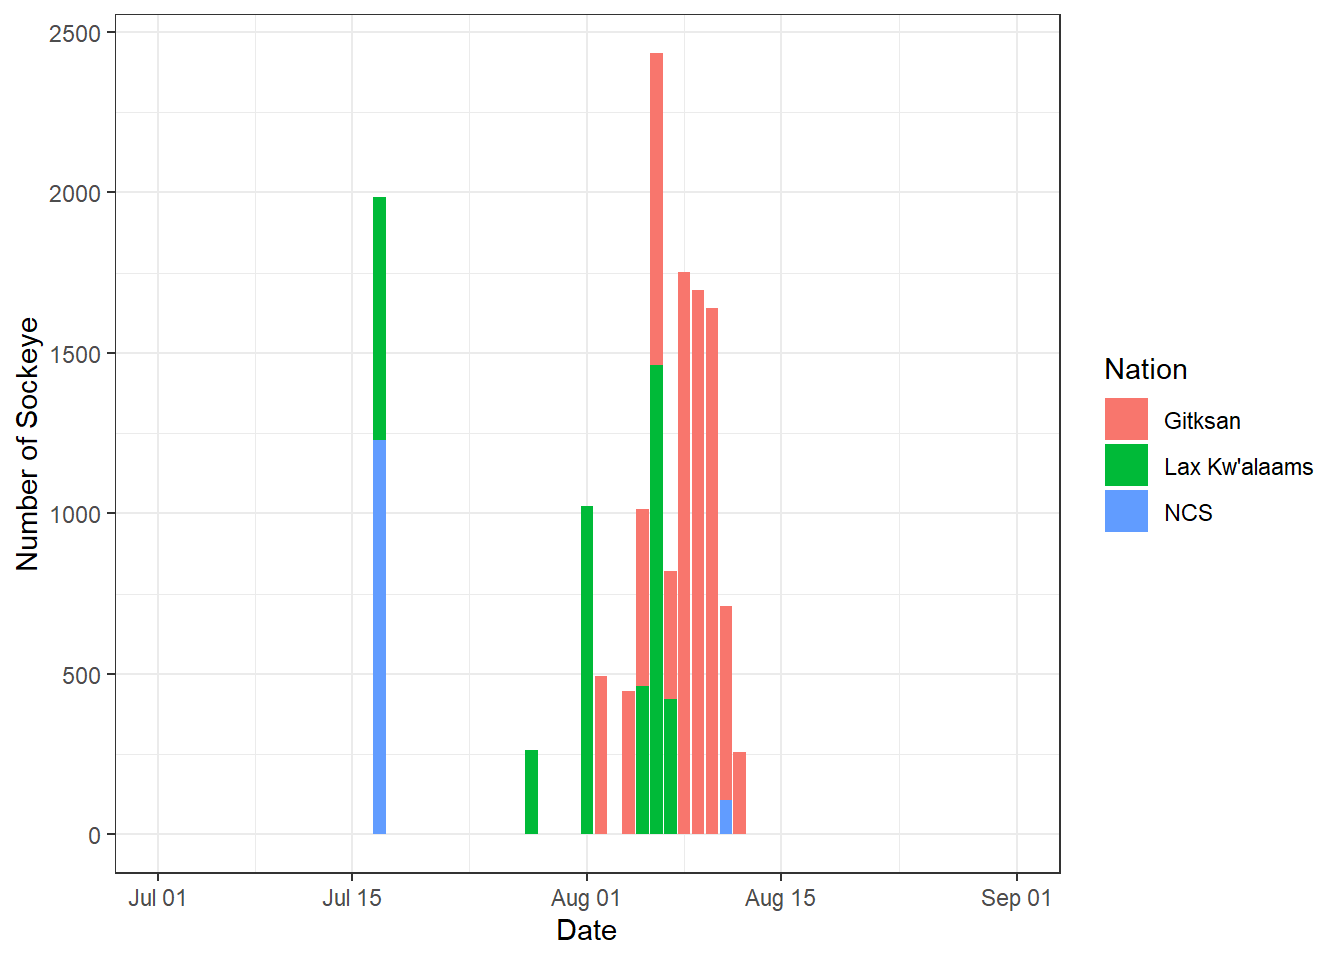 2500
2000
1500
1000
500
0
Number of Sockeye
Jul 01
Jul 15
Aug 01
Aug 15
Sep 01
Date
Nation
Gitksan
Lax Kw'alaams
NCS